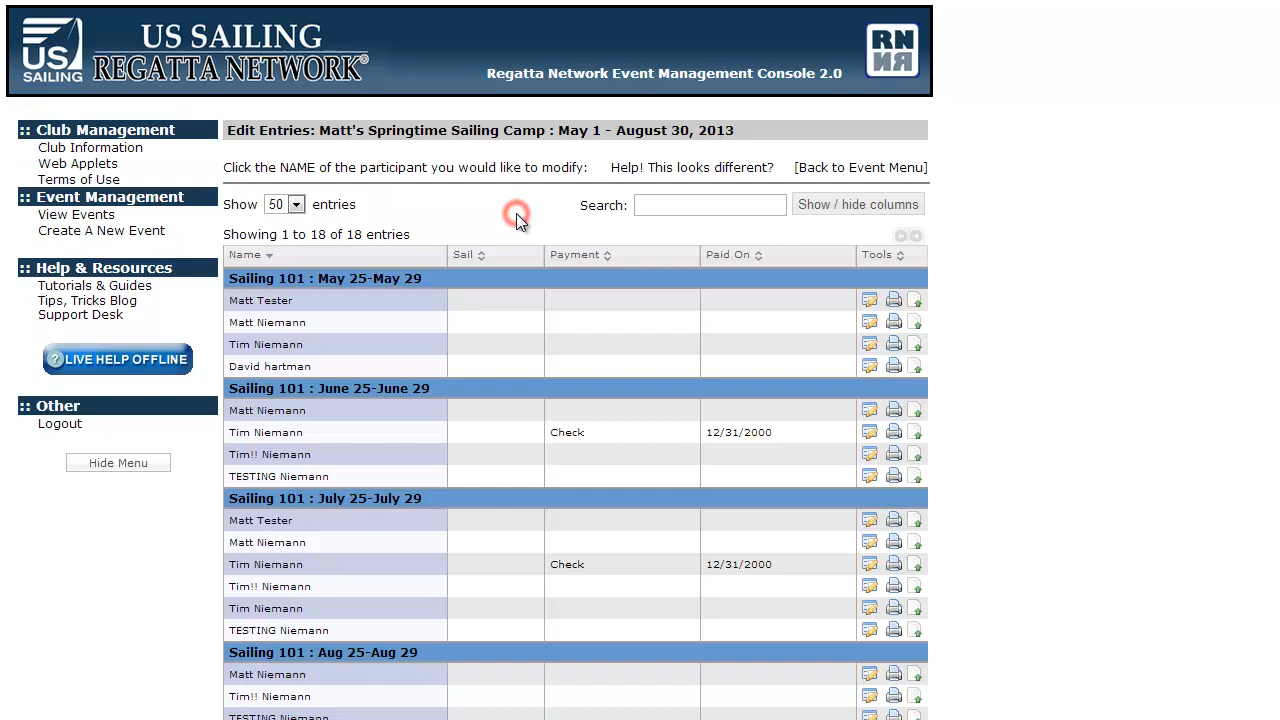 US SAILING
US SAILING
REGATTA NETWORK®
Regatta Network Event Management Console 2.0
RN
:: Club Management
Club Information
Web Applets
Terms of Use
:: Event Management
View Events
Create A New Event
:: Help & Resources
Tutorials & Guides
Tips, Tricks Blog
Support Desk
? LIVE HELP OFFLINE
:: Other
Logout
Hide Menu
Edit Entries: Matt's Springtime Sailing Camp : May 1 - August 30, 2013
Click the NAME of the participant you would like to modify: Help! This looks different? [Back to Event Menu]
Show 50 entries Search: Show / hide columns
Showing 1 to 18 of 18 entries
Name Sail Payment Paid On Tools
Sailing 101 : May 25-May 29
Matt Tester
Matt Niemann
Tim Niemann
David hartman
Sailing 101 : June 25-June 29
Matt Niemann
Tim Niemann Check 12/31/2000
Tim!! Niemann
TESTING Niemann
Sailing 101 : July 25-July 29
Matt Tester
Matt Niemann
Tim Niemann Check 12/31/2000
Tim!! Niemann
Tim Niemann
TESTING Niemann
Sailing 101 : Aug 25-Aug 29
Matt Niemann
Tim!! Niemann
TESTING Niemann